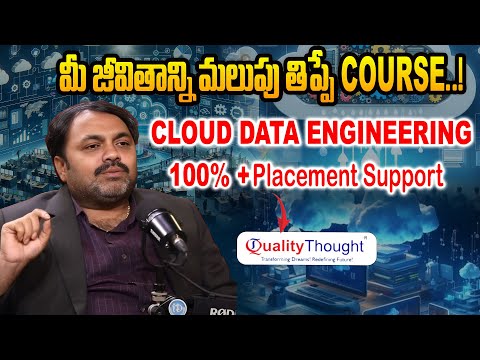 మీ జీవితాన్ని మలుపు తిప్పే COURSE..!
CLOUD DATA ENGINEERING
100% +Placement Support
QualityThought®
Transforming Dreams! Redefining Future!